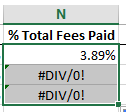 N
% Total Fees Paid
3.89%
#DIV/0!
#DIV/0!